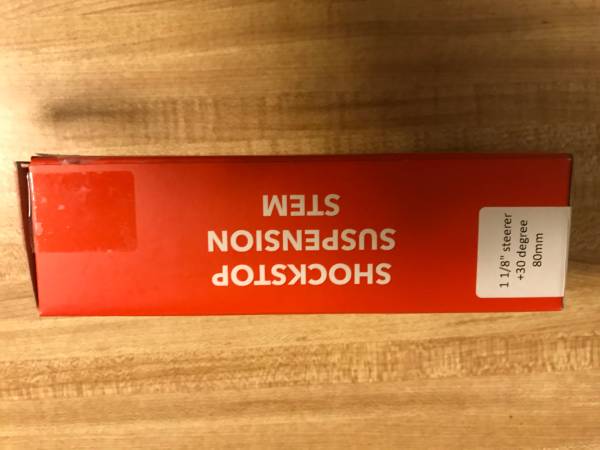 SHOCKSTOP
SUSPENSION
STEM
1 1/8" steerer
+30 degree
80mm